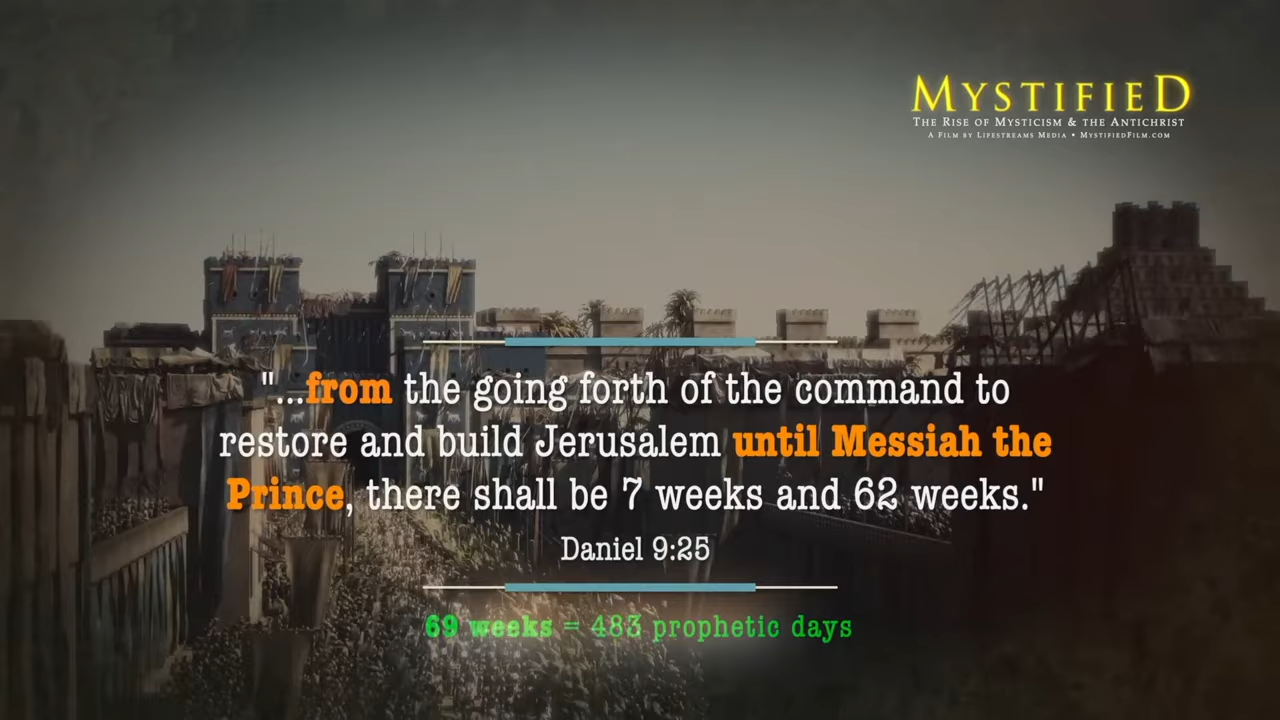 MYSTIFIED
THE RISE OF MYSTICISM & THE ANTICHRIST
A FILM BY LIFESTREAMS MEDIA • MYSTIFIEDFILM.COM
"...from the going forth of the command to
restore and build Jerusalem until Messiah the
Prince, there shall be 7 weeks and 62 weeks."
Daniel 9:25
69 weeks = 483 prophetic days